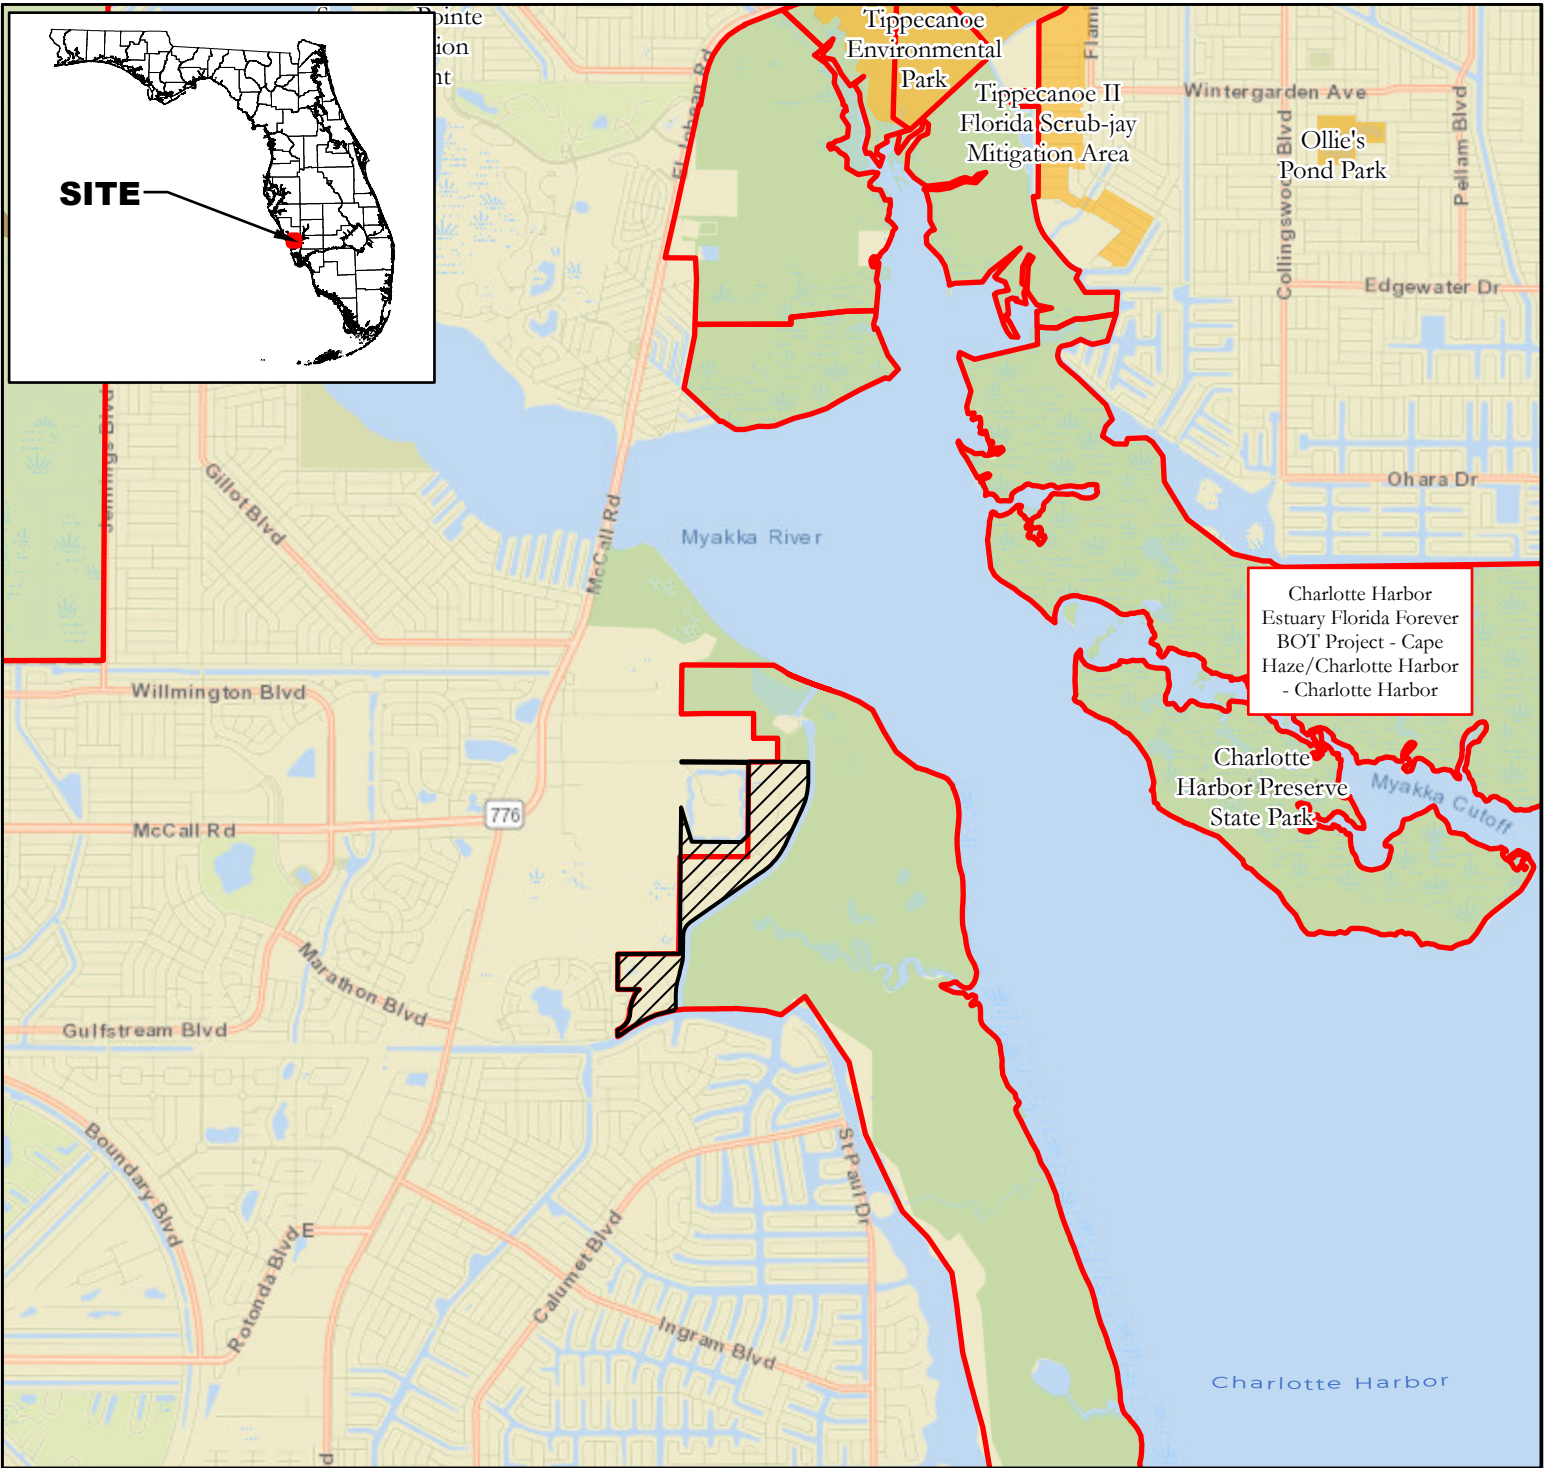 SITE
Pointe
Tippecanoe
Environmental
Park
Tippecanoe II
Florida Scrub-jay
Mitigation Area
Wintergarden Ave
Ollie's
Pond Park
Collingswood Blvd
Pellam Blvd
Edgewater Dr
El Jobean Rd
Ohara Dr
Gillot Blvd
Jennings Blvd
McCall Rd
Myakka River
Charlotte Harbor
Estuary Florida Forever
BOT Project - Cape
Haze/Charlotte Harbor
- Charlotte Harbor
Willmington Blvd
Charlotte
Harbor Preserve
State Park
Myakka Cutoff
776
McCall Rd
Marathon Blvd
Gulfstream Blvd
Boundary Blvd
St Paul Dr
Rotonda Blvd E
Calumet Blvd
Ingram Blvd
Charlotte Harbor